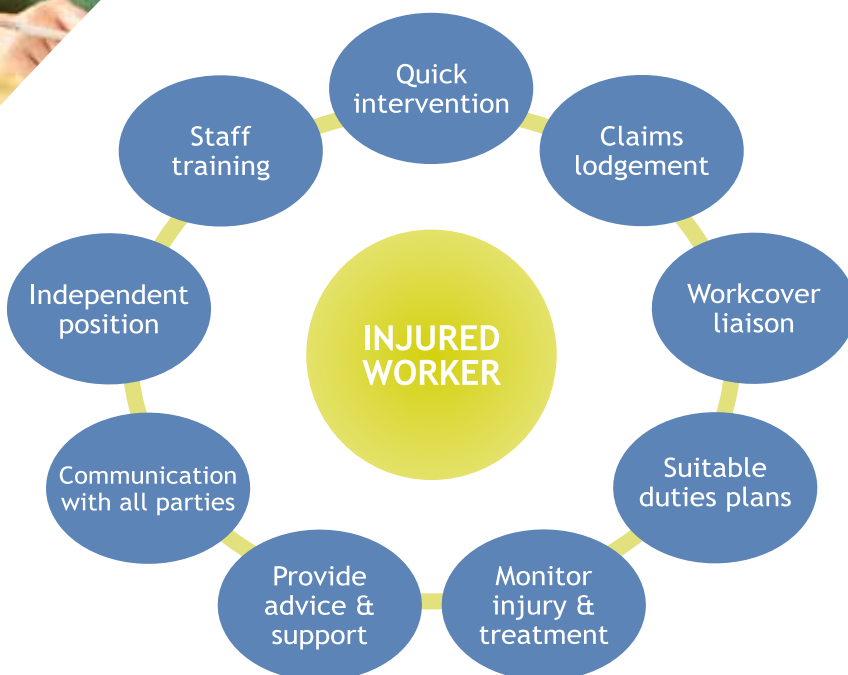 Quick
intervention
Claims
lodgement
Workcover
liaison
Suitable
duties plans
Monitor
injury &
treatment
Provide
advice &
support
Communication
with all parties
Independent
position
Staff
training
INJURED
WORKER